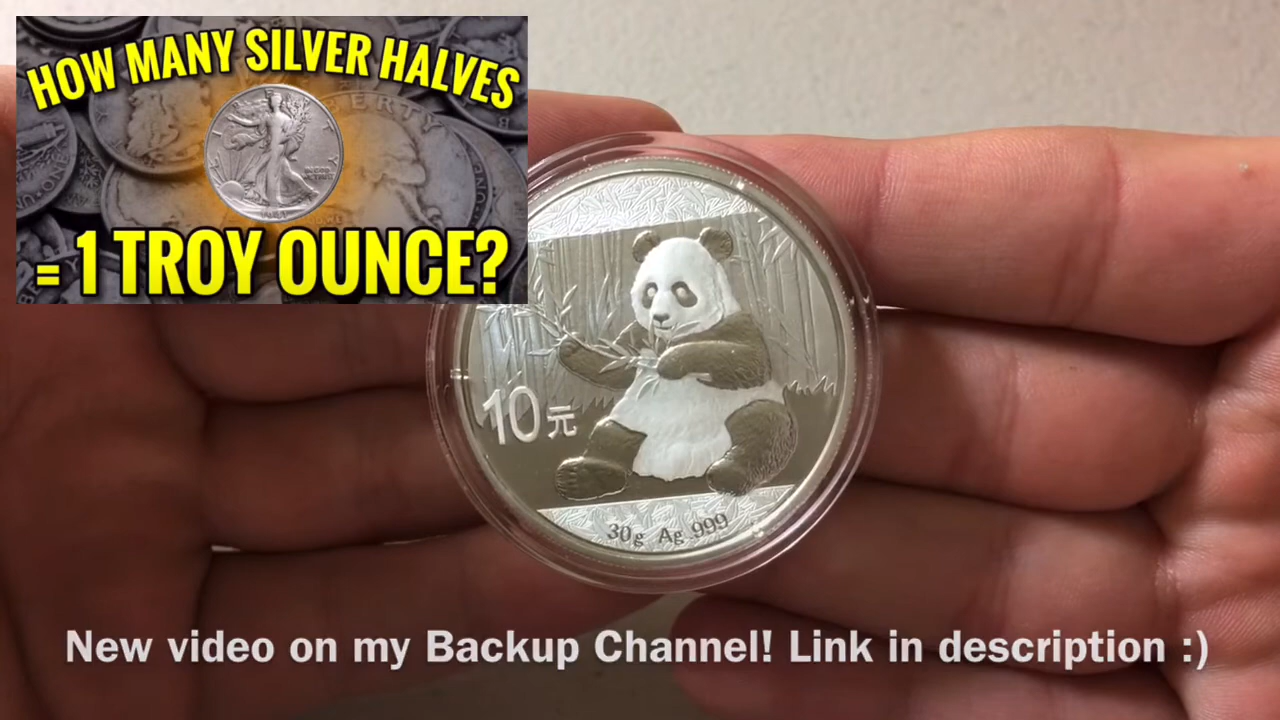 HOW MANY SILVER HALVES
= 1 TROY OUNCE?
10元
30g Ag 999
New video on my Backup Channel! Link in description :)